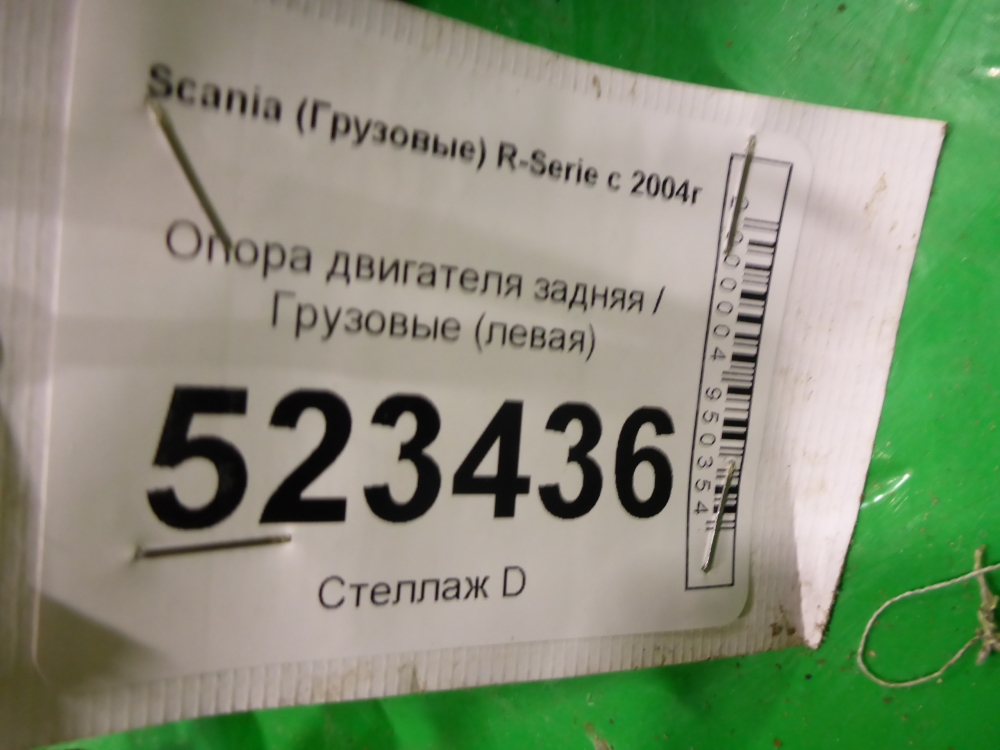 Scania (Грузовые) R-Serie с 2004г
Опора двигателя задняя /
Грузовые (левая)
523436
Стеллаж D